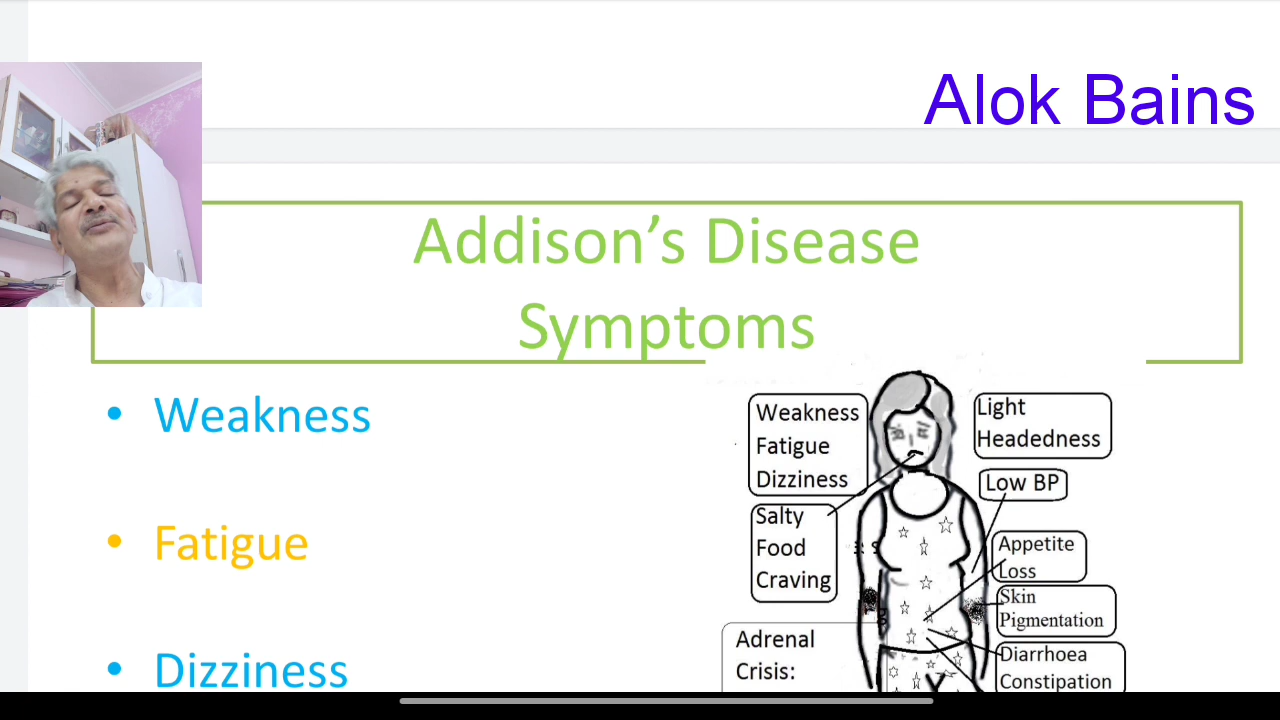 Alok Bains
Addison’s Disease
Symptoms
• Weakness
• Fatigue
• Dizziness
Weakness
Fatigue
Dizziness
Salty
Food
Craving
Adrenal
Crisis:
Light
Headedness
Low BP
Appetite
Loss
Skin
Pigmentation
Diarrhoea
Constipation